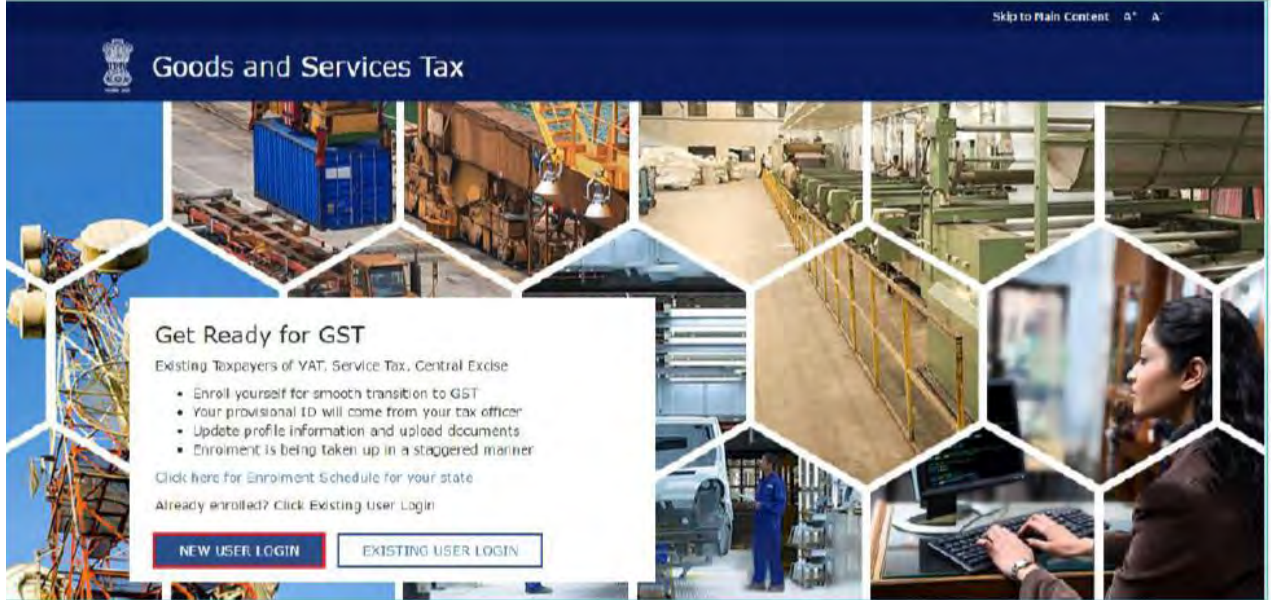 Skip to Main Content A+ A-
Goods and Services Tax
Get Ready for GST
Existing Taxpayers of VAT, Service Tax, Central Excise
• Enroll yourself for smooth transition to GST
• Your provisional ID will come from your tax officer
• Update profile information and upload documents
• Enrolment is being taken up in a staggered manner
Click here for Enrolment Schedule for your state
Already enrolled? Click Existing User Login
NEW USER LOGIN EXISTING USER LOGIN